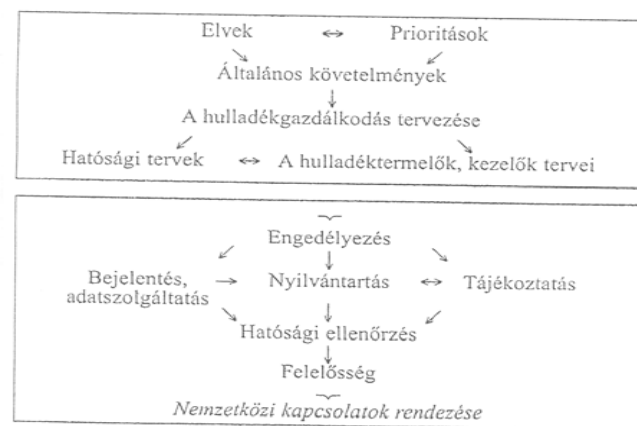 Elvek ↔ Prioritások
Általános követelmények
A hulladékgazdálkodás tervezése
Hatósági tervek ↔ A hulladéktermelők, kezelők tervei
Engedélyezés
Bejelentés, adatszolgáltatás → Nyilvántartás ↔ Tájékoztatás
Hatósági ellenőrzés
Felelősség
Nemzetközi kapcsolatok rendezése